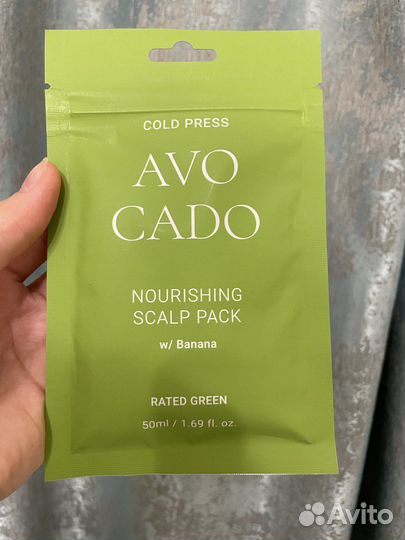 COLD PRESS
AVO
CADO
NOURISHING
SCALP PACK
w/ Banana
RATED GREEN
50ml / 1.69 fl. oz.
Avito